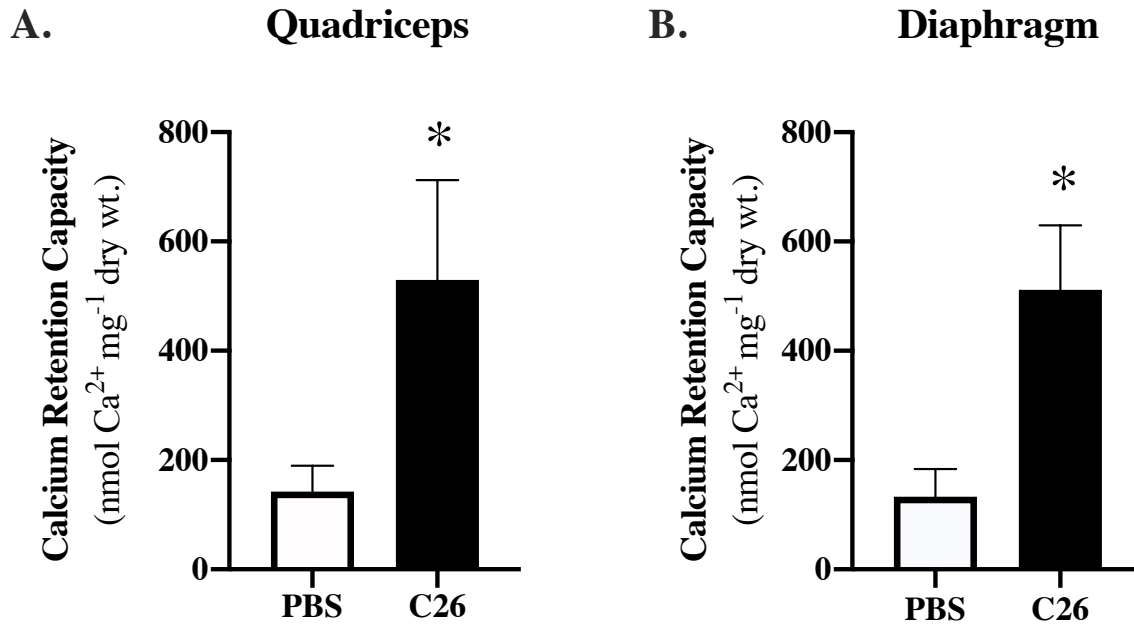 A.
Quadriceps
Calcium Retention Capacity
(nmol Ca²⁺ mg⁻¹ dry wt.)
800
600
400
200
0
*
PBS
C26
B.
Diaphragm
Calcium Retention Capacity
(nmol Ca²⁺ mg⁻¹ dry wt.)
800
600
400
200
0
*
PBS
C26